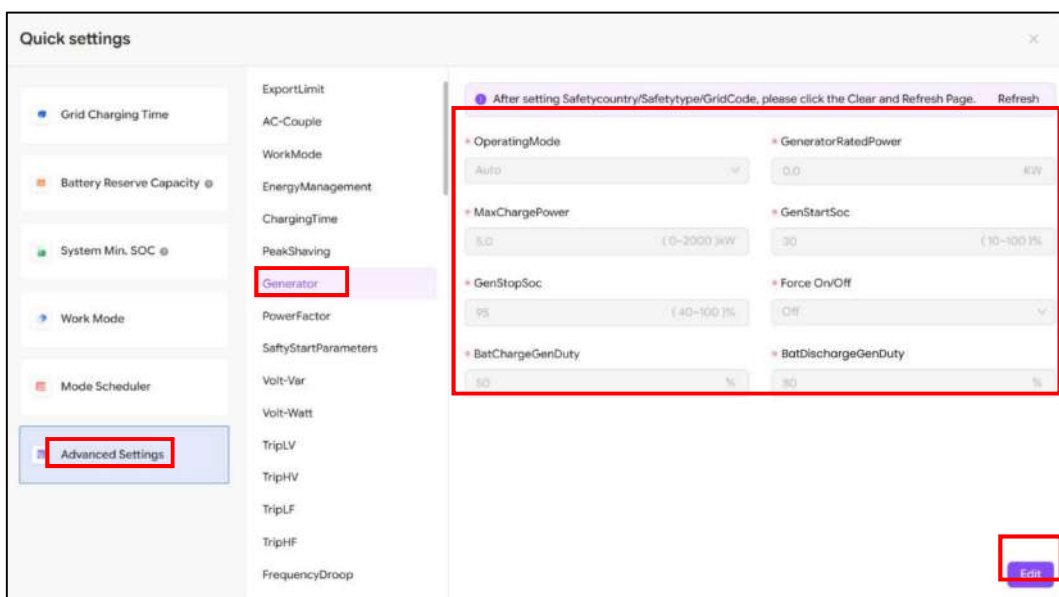 Quick settings
Grid Charging Time
Battery Reserve Capacity
System Min. SOC
Work Mode
Mode Scheduler
Advanced Settings
ExportLimit
AC-Couple
WorkMode
EnergyManagement
ChargingTime
PeakShaving
Generator
PowerFactor
SaftyStartParameters
Volt-Var
Volt-Watt
TripLV
TripHV
TripLF
TripHF
FrequencyDroop
After setting Safetycountry/Safetytype/GridCode, please click the Clear and Refresh Page. Refresh
* OperatingMode * GeneratorRatedPower
Auto 0.0 KW
* MaxChargePower * GenStartSoc
5.0 (0~2000)kW 30 (10~100)%
* GenStopSoc * Force On/Off
95 (40~100)% Off
* BatChargeGenDuty * BatDischargeGenDuty
50 % 80 %
Edit